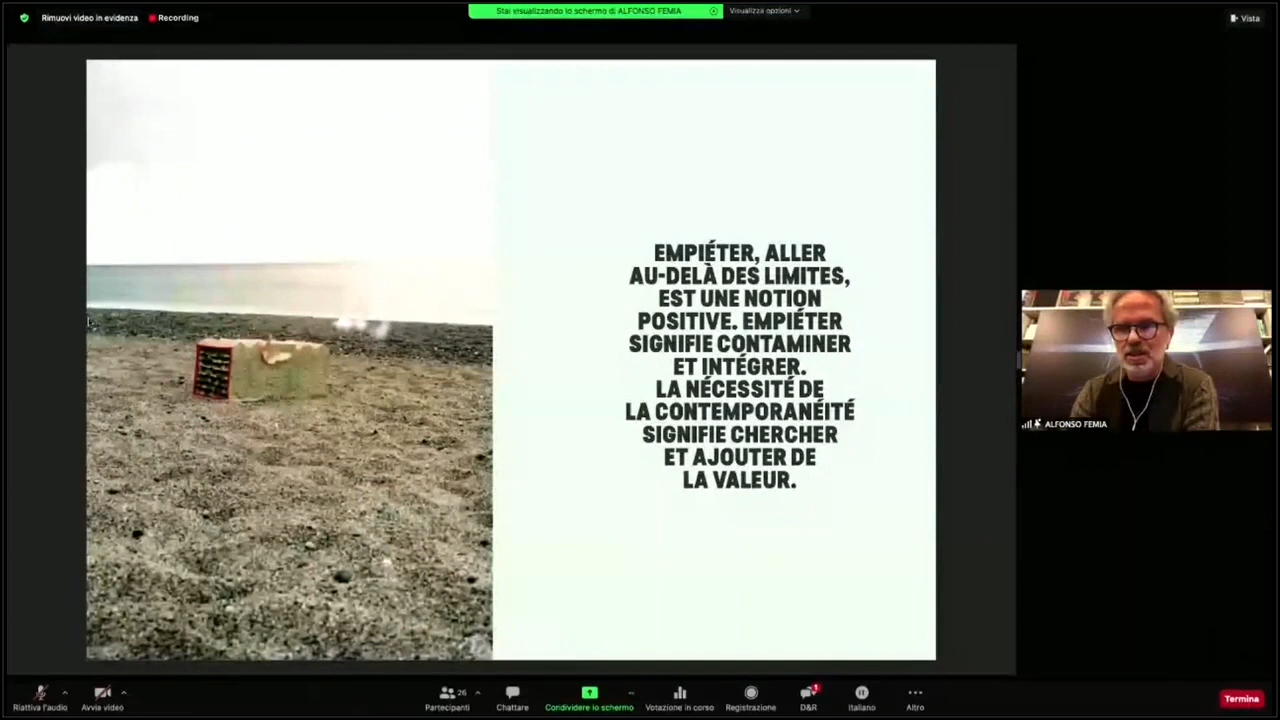 Rimuovi video in evidenza
Recording
Stai visualizzando lo schermo di ALFONSO FEMIA
Visualizza opzioni
Vista
EMPIÉTER, ALLER
AU-DELÀ DES LIMITES,
EST UNE NOTION
POSITIVE. EMPIÉTER
SIGNIFIE CONTAMINER
ET INTÉGRER.
LA NÉCESSITÉ DE
LA CONTEMPORANÉITÉ
SIGNIFIE CHERCHER
ET AJOUTER DE
LA VALEUR.
ALFONSO FEMIA
Riattiva l'audio
Avvia video
26
Partecipanti
Chattare
Condividere lo schermo
Votazione in corso
Registrazione
1
D&R
Italiano
Altro
Termina